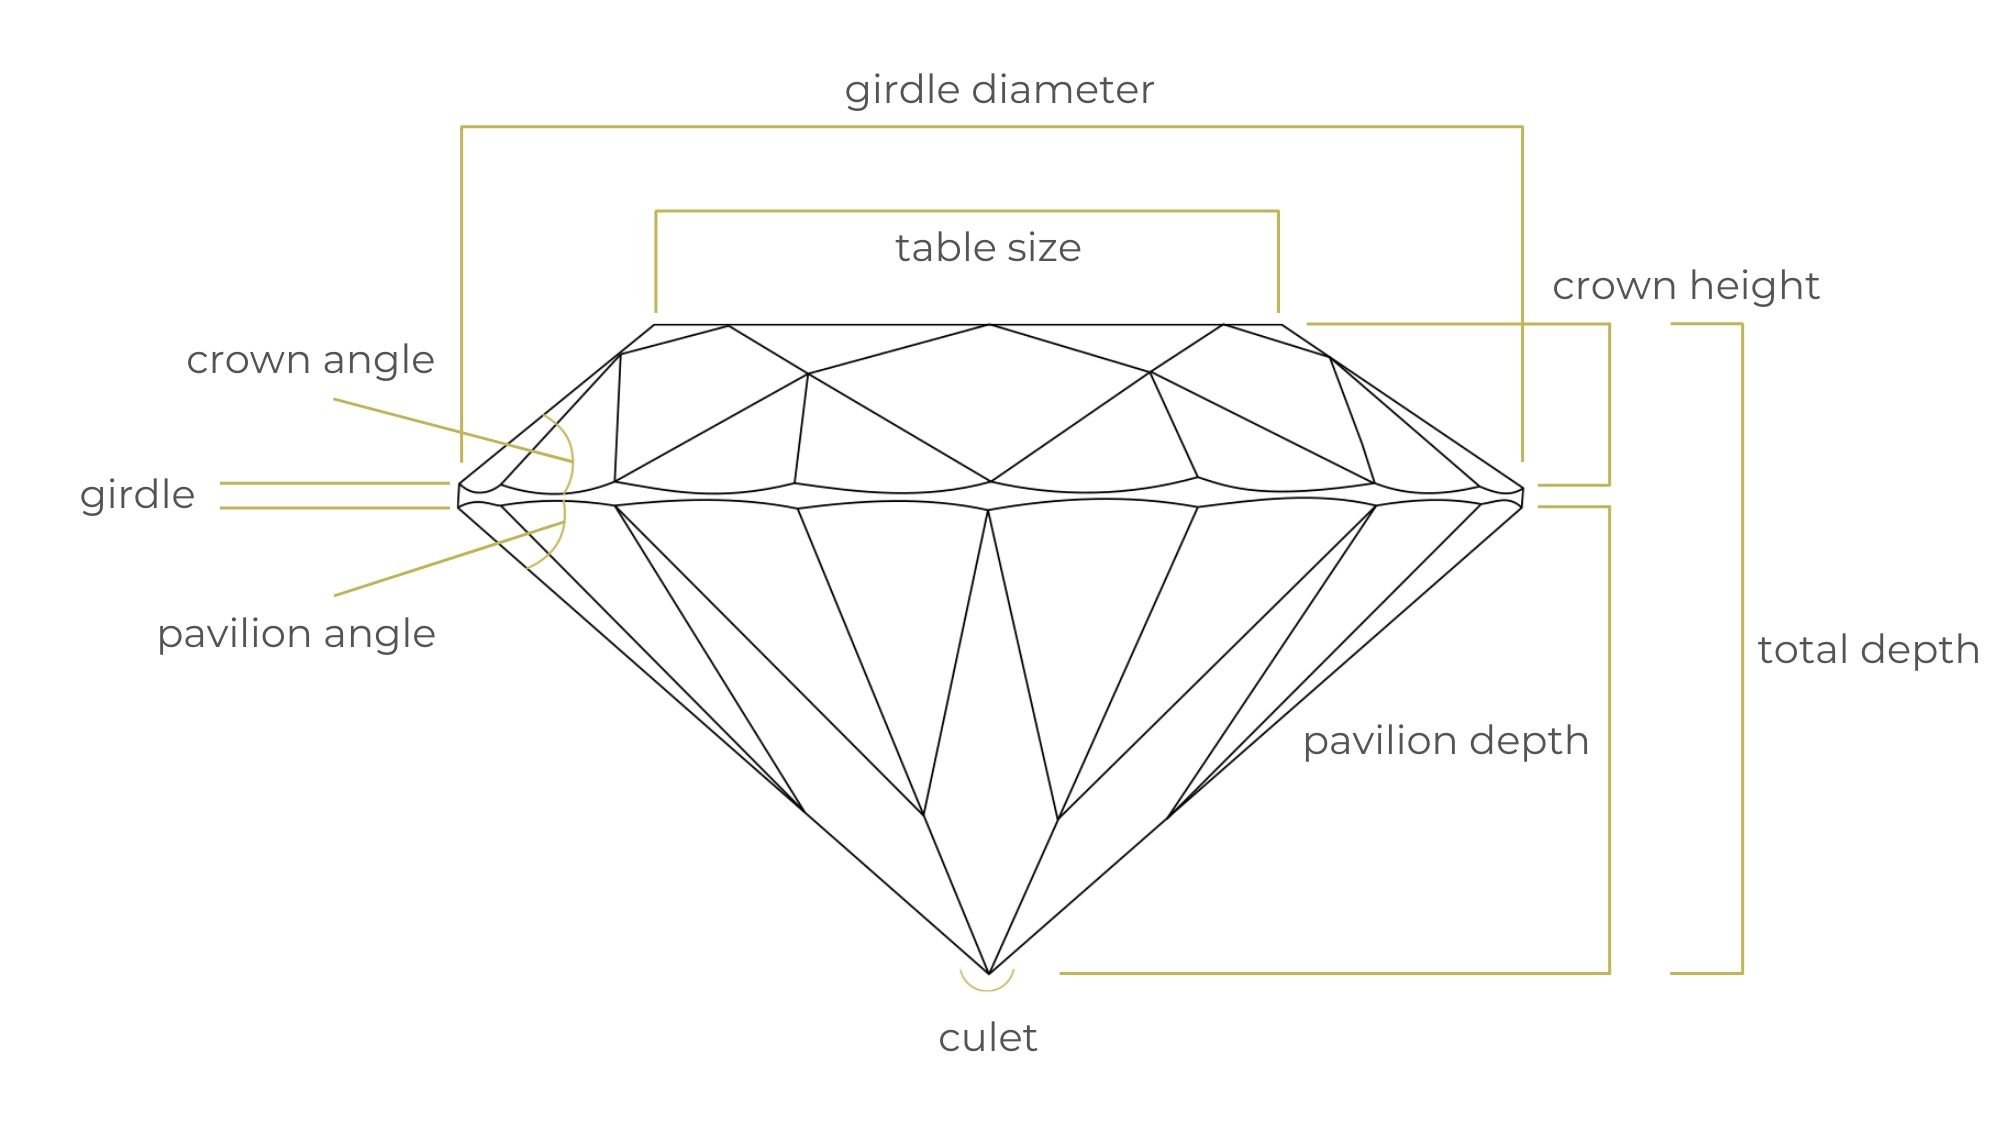 girdle diameter
table size
crown height
crown angle
girdle
pavilion angle
total depth
pavilion depth
culet